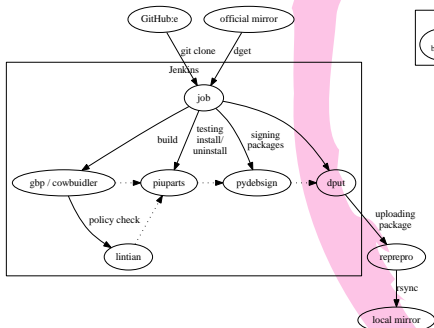 GitHub:e
official mirror
git clone
dget
Jenkins
job
build
testing
install/
uninstall
signing
packages
gbp / cowbuidler
piuparts
pydebsign
dput
policy check
lintian
uploading
package
reprepro
rsync
local mirror